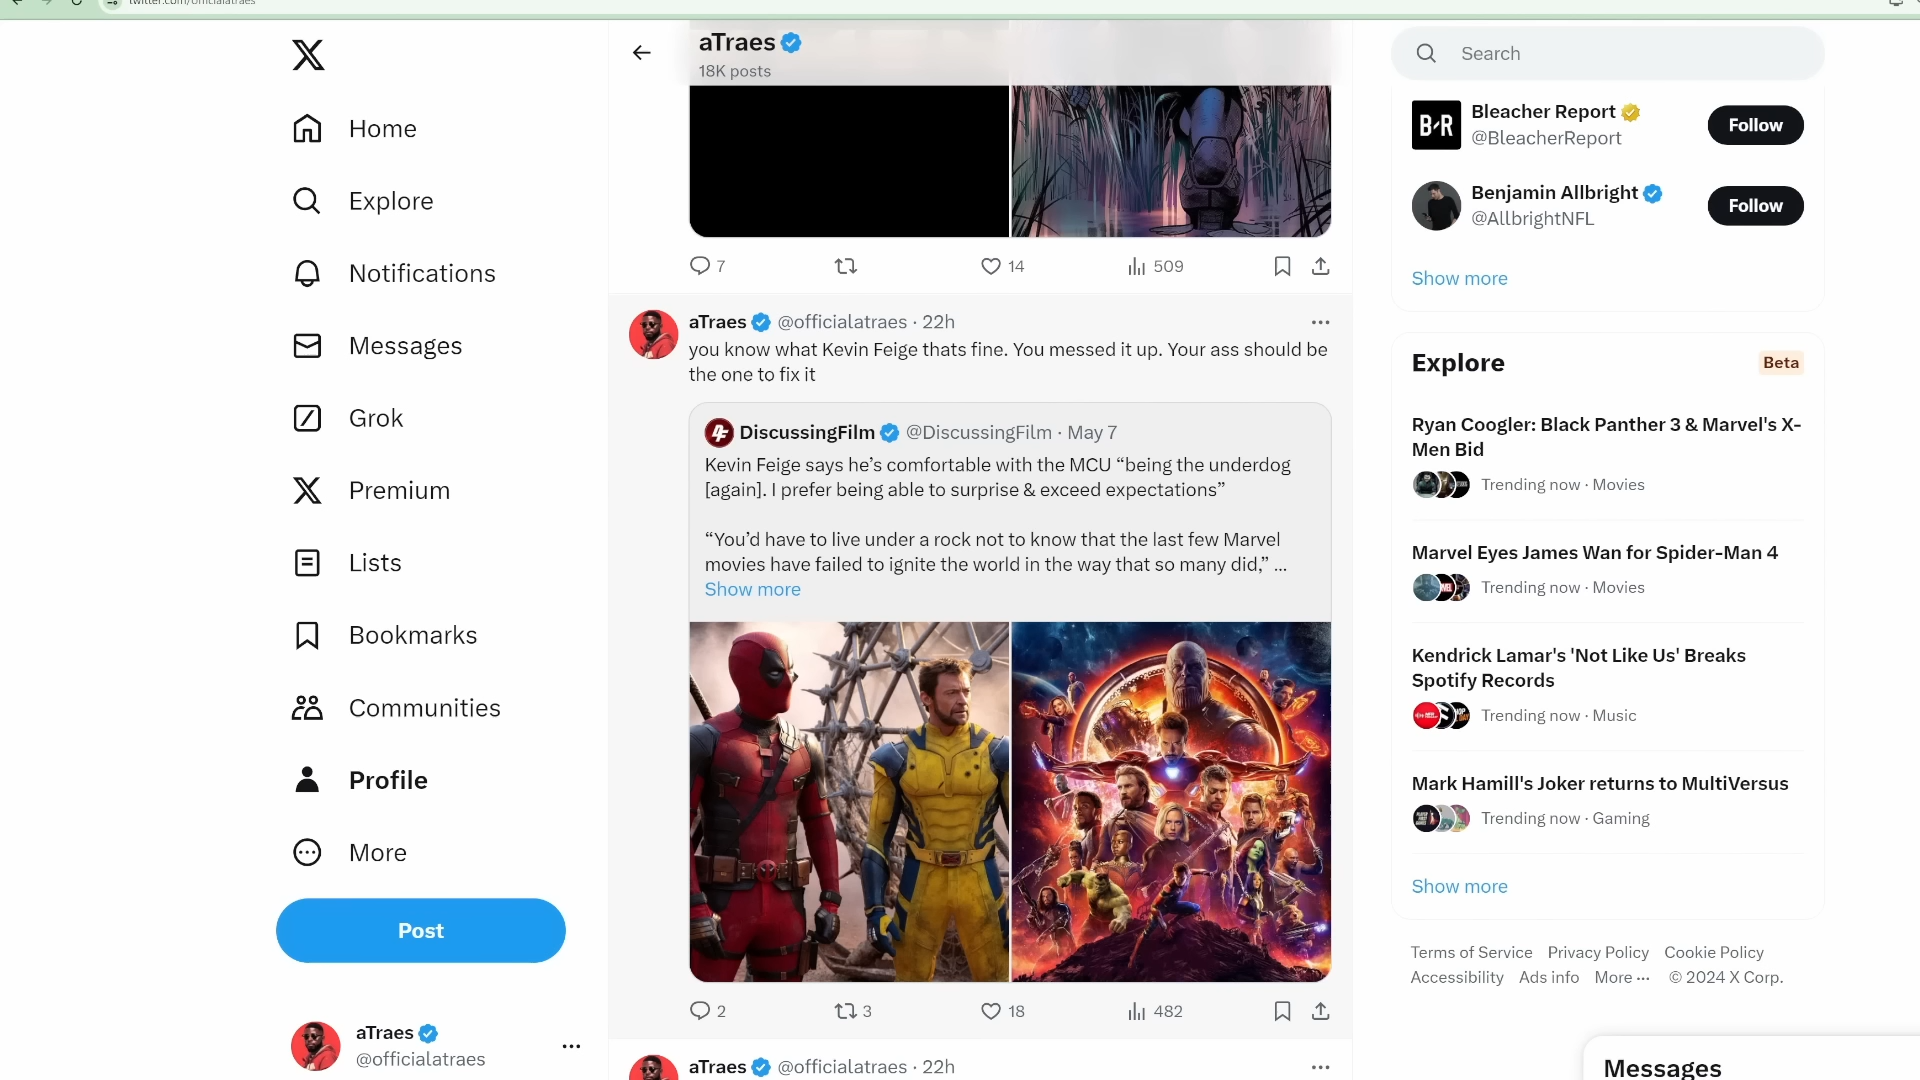 twitter.com/officialatraes
Home
Explore
Notifications
Messages
Grok
Premium
Lists
Bookmarks
Communities
Profile
More
Post
aTraes
@officialatraes
aTraes
18K posts
7
14
509
aTraes @officialatraes · 22h
you know what Kevin Feige thats fine. You messed it up. Your ass should be
the one to fix it
DiscussingFilm @DiscussingFilm · May 7
Kevin Feige says he’s comfortable with the MCU “being the underdog
[again]. I prefer being able to surprise & exceed expectations”
“You’d have to live under a rock not to know that the last few Marvel
movies have failed to ignite the world in the way that so many did,” ...
Show more
2
3
18
482
aTraes @officialatraes · 22h
Search
B/R
Bleacher Report
@BleacherReport
Follow
Benjamin Allbright
@AllbrightNFL
Follow
Show more
Explore
Beta
Ryan Coogler: Black Panther 3 & Marvel's X-
Men Bid
Trending now · Movies
Marvel Eyes James Wan for Spider-Man 4
Trending now · Movies
Kendrick Lamar's 'Not Like Us' Breaks
Spotify Records
Trending now · Music
Mark Hamill's Joker returns to MultiVersus
Trending now · Gaming
Show more
Terms of Service Privacy Policy Cookie Policy
Accessibility Ads info More ... © 2024 X Corp.
Messages